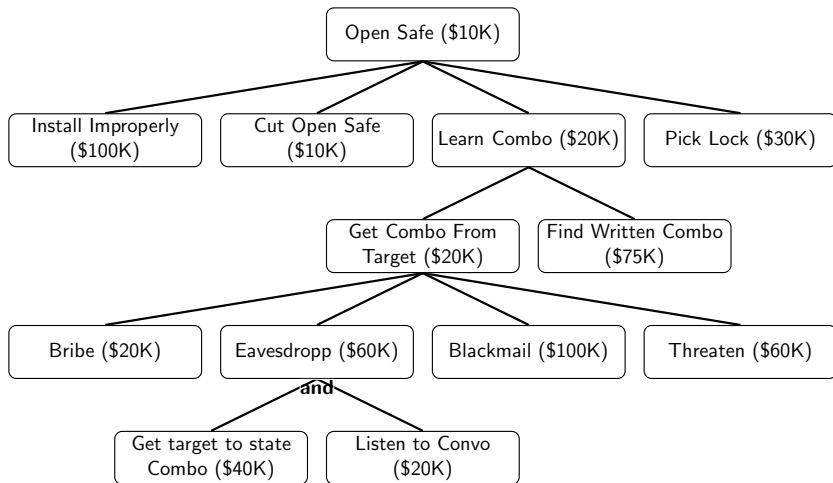 Open Safe ($10K)
Install Improperly
($100K)
Cut Open Safe
($10K)
Learn Combo ($20K)
Pick Lock ($30K)
Get Combo From
Target ($20K)
Find Written Combo
($75K)
Bribe ($20K)
Eavesdropp ($60K)
Blackmail ($100K)
Threaten ($60K)
and
Get target to state
Combo ($40K)
Listen to Convo
($20K)